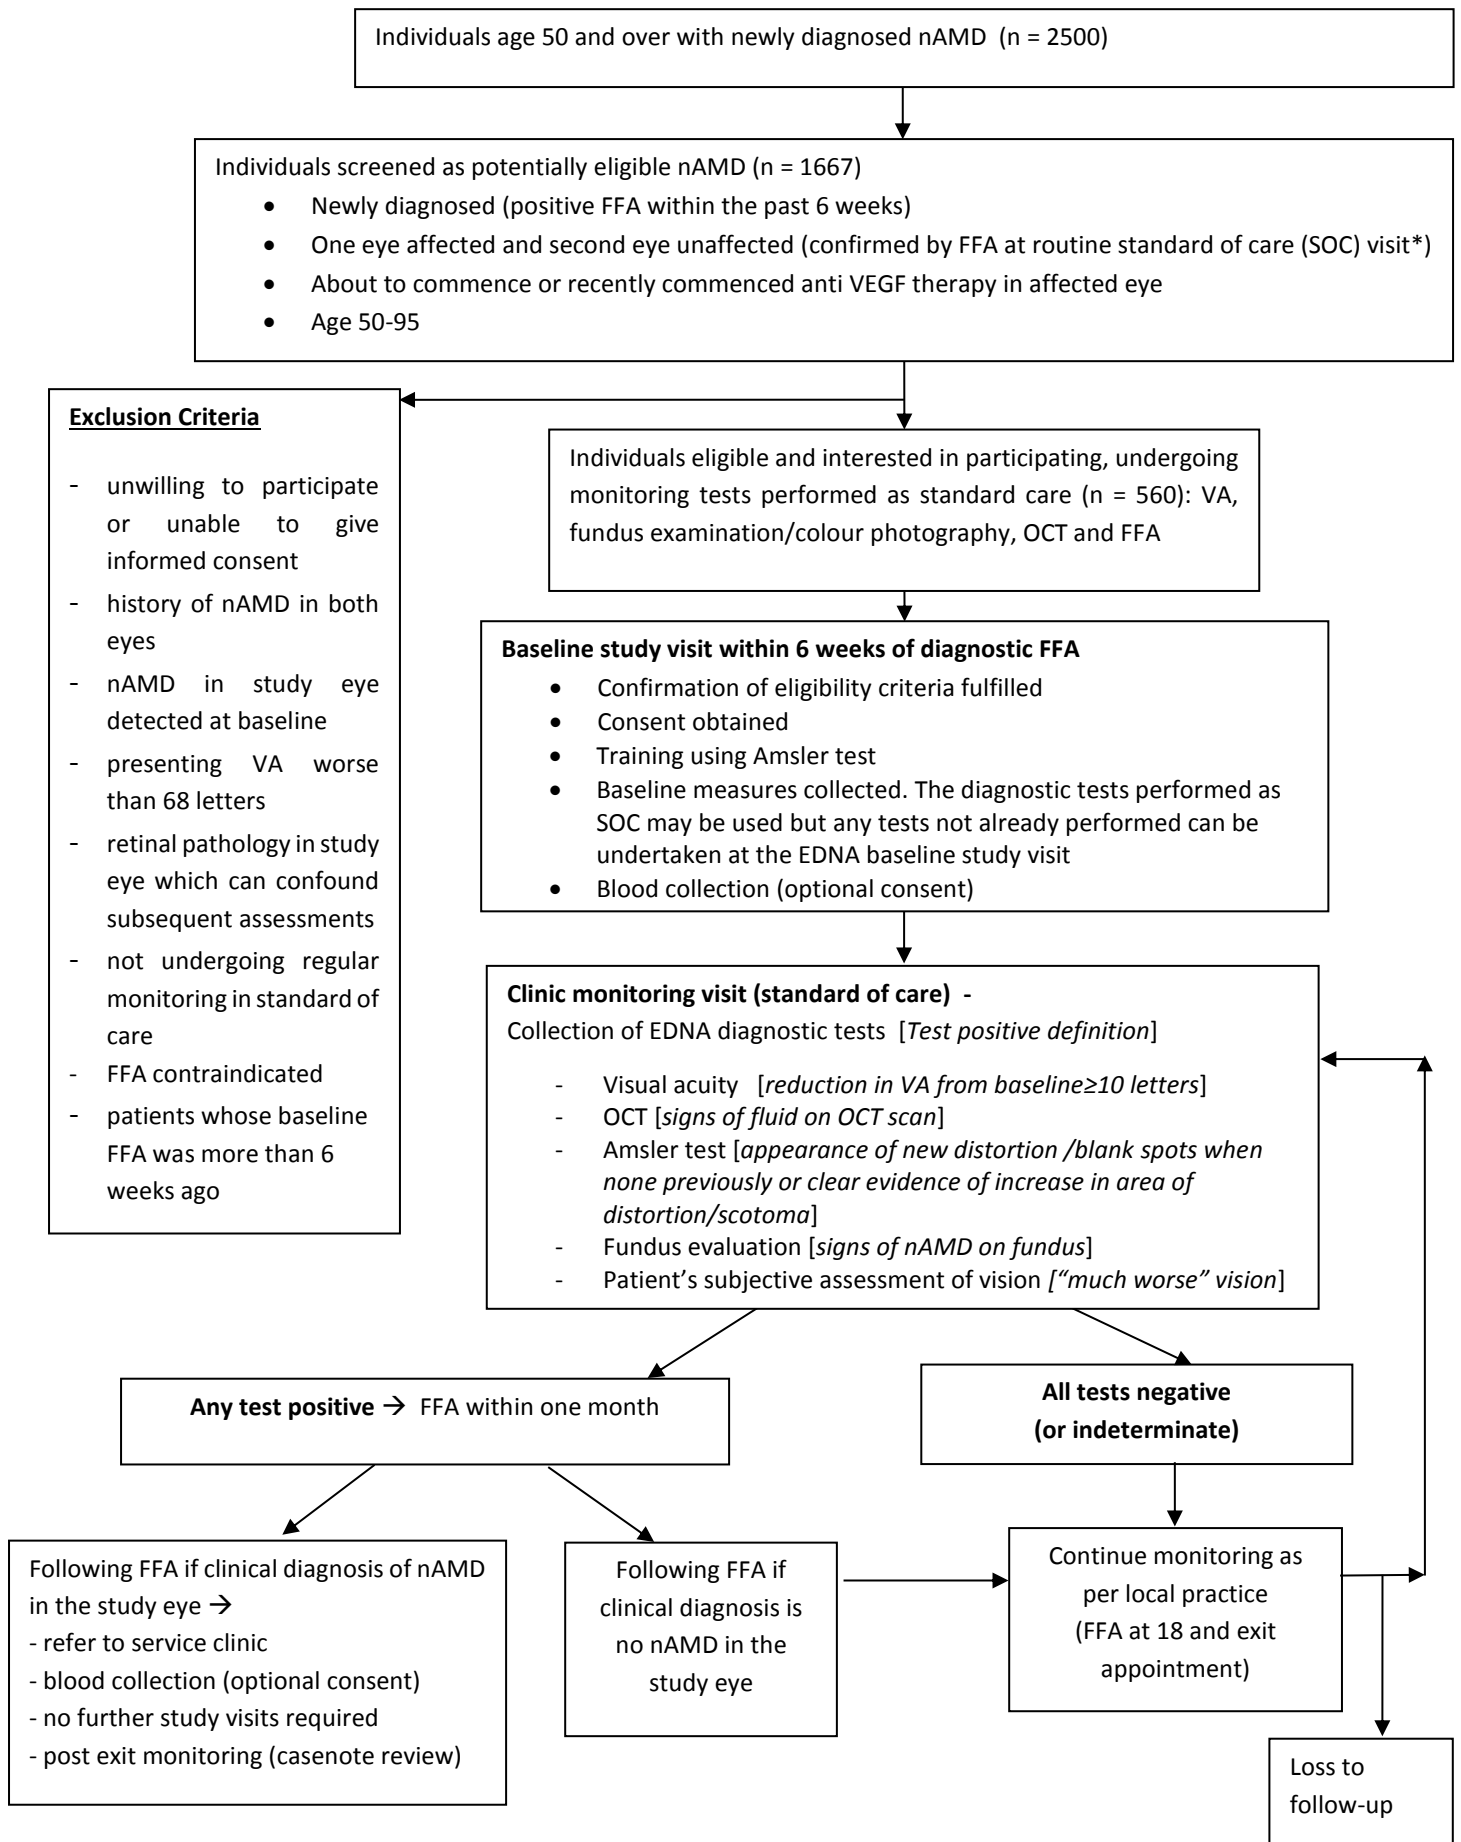 Individuals age 50 and over with newly diagnosed nAMD  (n = 2500)
Individuals screened as potentially eligible nAMD (n = 1667)
• Newly diagnosed (positive FFA within the past 6 weeks)
• One eye affected and second eye unaffected (confirmed by FFA at routine standard of care (SOC) visit*)
• About to commence or recently commenced anti VEGF therapy in affected eye
• Age 50-95
Exclusion Criteria
- unwilling to participate
or unable to give
informed consent
- history of nAMD in both
eyes
- nAMD in study eye
detected at baseline
- presenting VA worse
than 68 letters
- retinal pathology in study
eye which can confound
subsequent assessments
- not undergoing regular
monitoring in standard of
care
- FFA contraindicated
- patients whose baseline
FFA was more than 6
weeks ago
Individuals eligible and interested in participating, undergoing
monitoring tests performed as standard care (n = 560): VA,
fundus examination/colour photography, OCT and FFA
Baseline study visit within 6 weeks of diagnostic FFA
• Confirmation of eligibility criteria fulfilled
• Consent obtained
• Training using Amsler test
• Baseline measures collected. The diagnostic tests performed as
SOC may be used but any tests not already performed can be
undertaken at the EDNA baseline study visit
• Blood collection (optional consent)
Clinic monitoring visit (standard of care)  -
Collection of EDNA diagnostic tests  [Test positive definition]
- Visual acuity   [reduction in VA from baseline≥10 letters]
- OCT [signs of fluid on OCT scan]
- Amsler test [appearance of new distortion /blank spots when
none previously or clear evidence of increase in area of
distortion/scotoma]
- Fundus evaluation [signs of nAMD on fundus]
- Patient's subjective assessment of vision ["much worse" vision]
Any test positive → FFA within one month
All tests negative
(or indeterminate)
Following FFA if clinical diagnosis of nAMD
in the study eye →
- refer to service clinic
- blood collection (optional consent)
- no further study visits required
- post exit monitoring (casenote review)
Following FFA if
clinical diagnosis is
no nAMD in the
study eye
Continue monitoring as
per local practice
(FFA at 18 and exit
appointment)
Loss to
follow-up